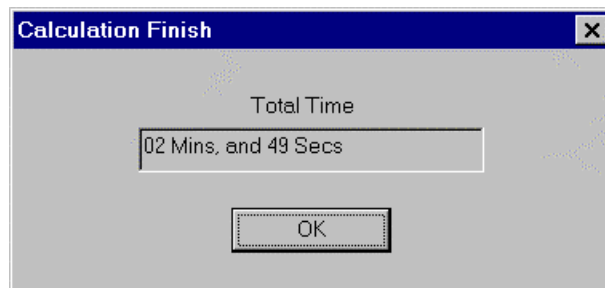 Calculation Finish
Total Time
02 Mins, and 49 Secs
OK